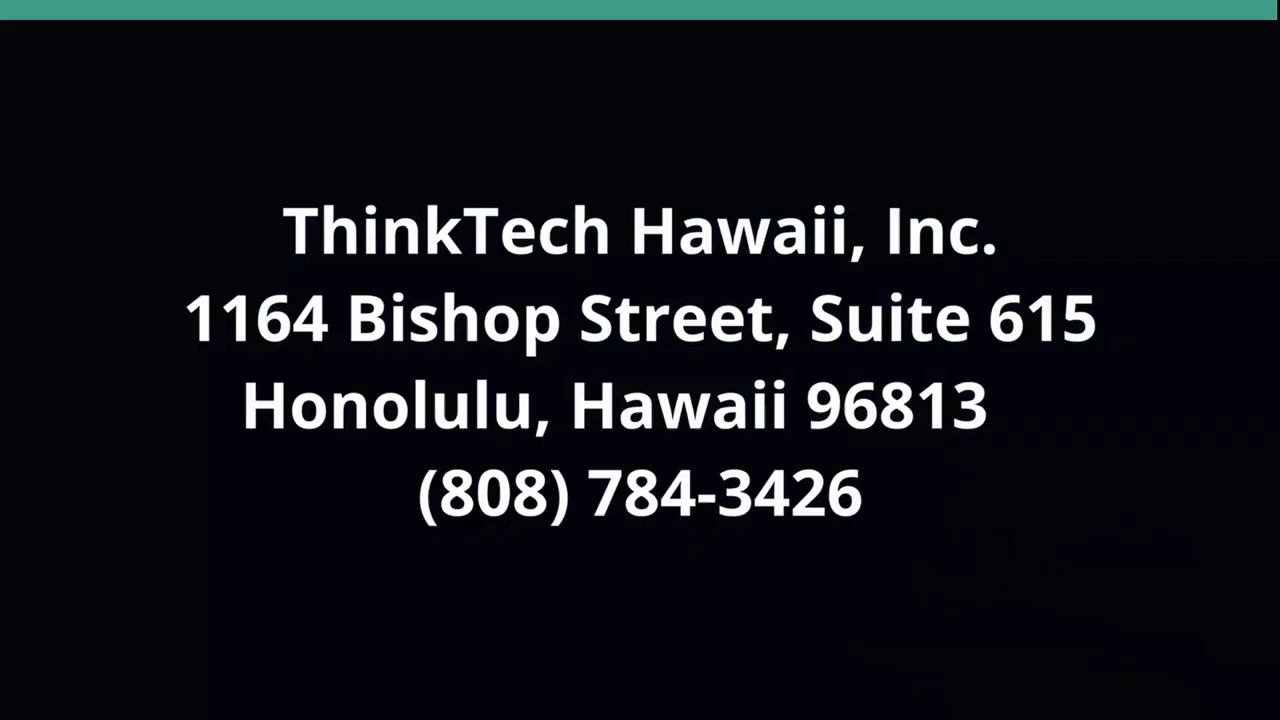 ThinkTech Hawaii, Inc.
1164 Bishop Street, Suite 615
Honolulu, Hawaii 96813
(808) 784-3426